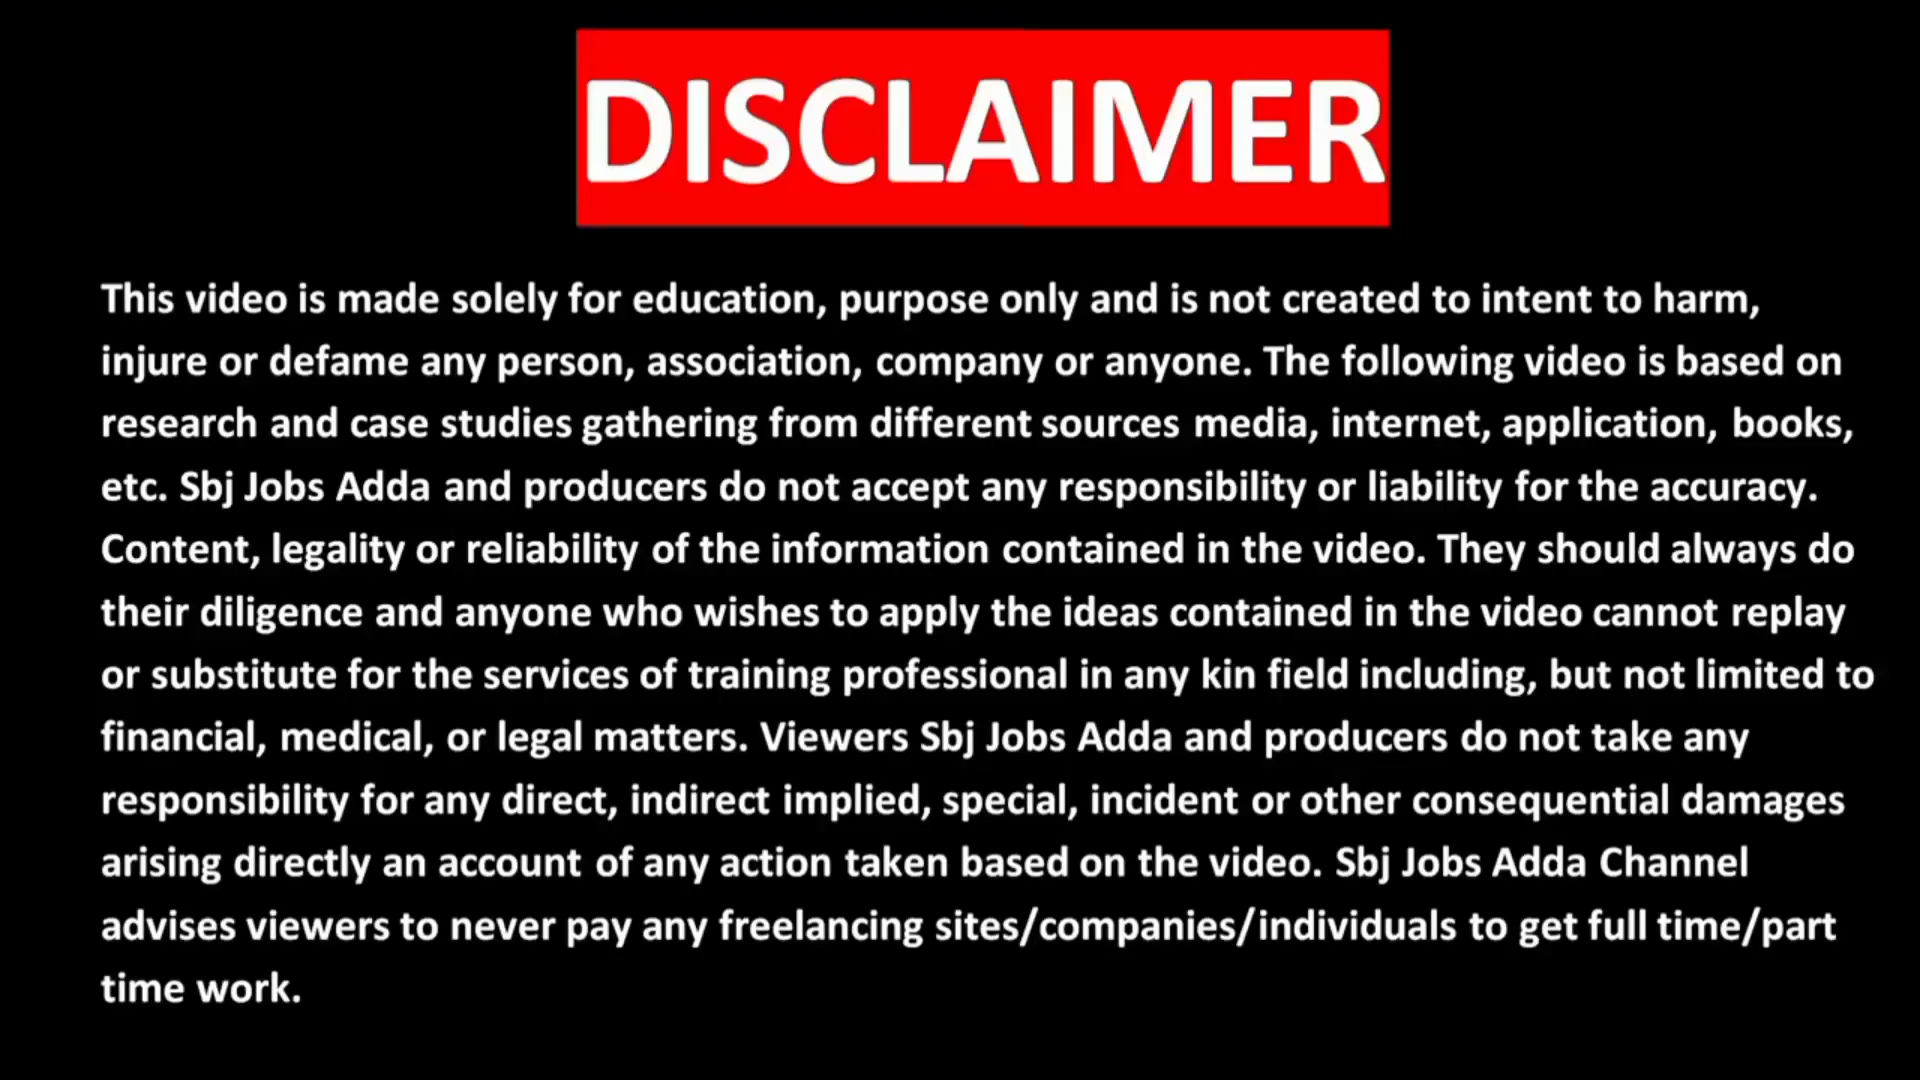 DISCLAIMER
This video is made solely for education, purpose only and is not created to intent to harm,
injure or defame any person, association, company or anyone. The following video is based on
research and case studies gathering from different sources media, internet, application, books,
etc. Sbj Jobs Adda and producers do not accept any responsibility or liability for the accuracy.
Content, legality or reliability of the information contained in the video. They should always do
their diligence and anyone who wishes to apply the ideas contained in the video cannot replay
or substitute for the services of training professional in any kin field including, but not limited to
financial, medical, or legal matters. Viewers Sbj Jobs Adda and producers do not take any
responsibility for any direct, indirect implied, special, incident or other consequential damages
arising directly an account of any action taken based on the video. Sbj Jobs Adda Channel
advises viewers to never pay any freelancing sites/companies/individuals to get full time/part
time work.